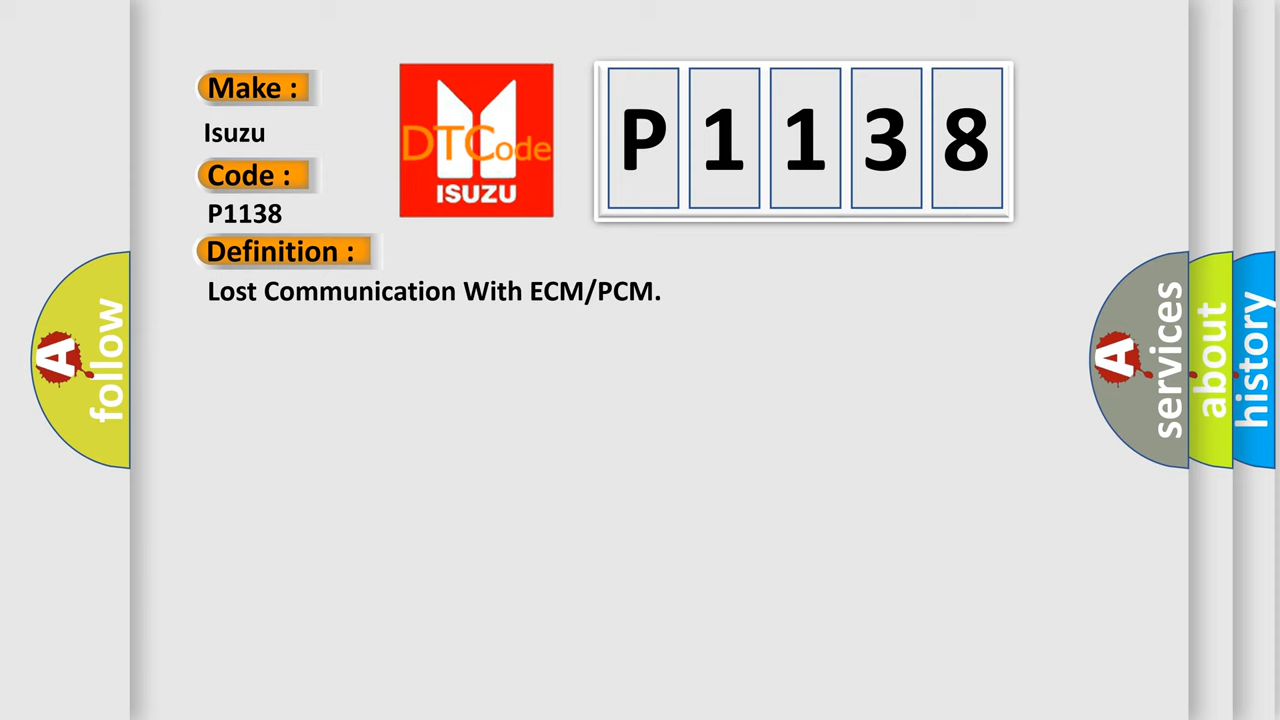 Make :
Isuzu
Code :
P1138
Definition :
Lost Communication With ECM/PCM.
DTCode
ISUZU
P 1 1 3 8
A follow
A services
about
history